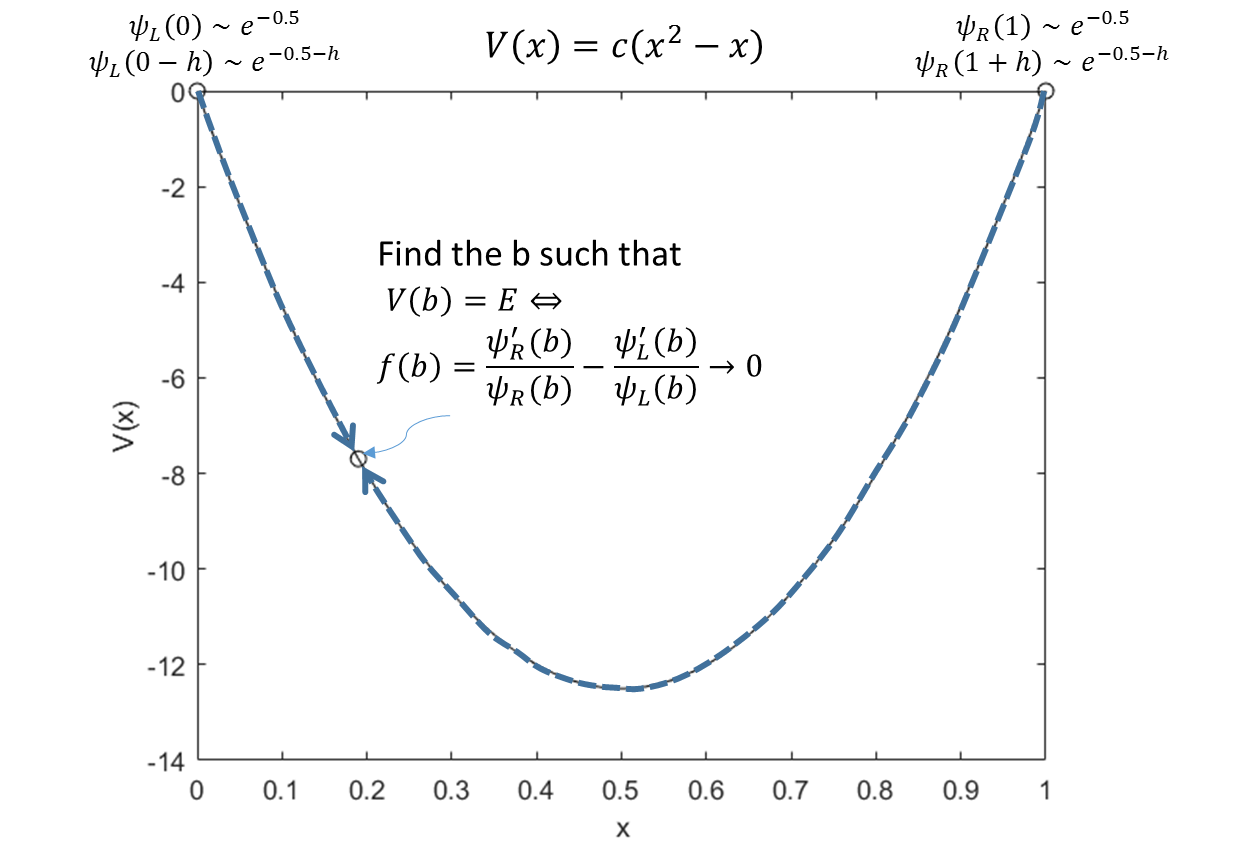 ψ_L(0) ~ e^{−0.5}
ψ_L(0 − h) ~ e^{−0.5−h}
V(x) = c(x² − x)
ψ_R(1) ~ e^{−0.5}
ψ_R(1 + h) ~ e^{−0.5−h}
0
-2
-4
-6
-8
-10
-12
-14
V(x)
Find the b such that
V(b) = E ⇔
f(b) = ψ′_R(b)/ψ_R(b) − ψ′_L(b)/ψ_L(b) → 0
0 0.1 0.2 0.3 0.4 0.5 0.6 0.7 0.8 0.9 1
x